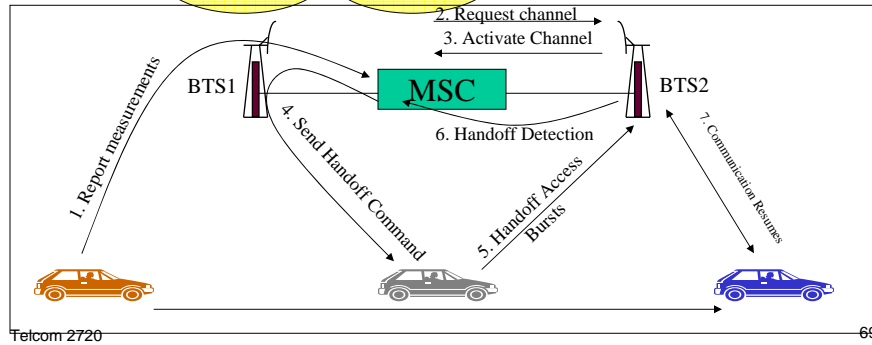 2. Request channel
3. Activate Channel
BTS1
MSC
BTS2
1. Report measurements
4. Send Handoff Command
6. Handoff Detection
5. Handoff Access
Bursts
7. Communication Resumes
Telcom 2720
69